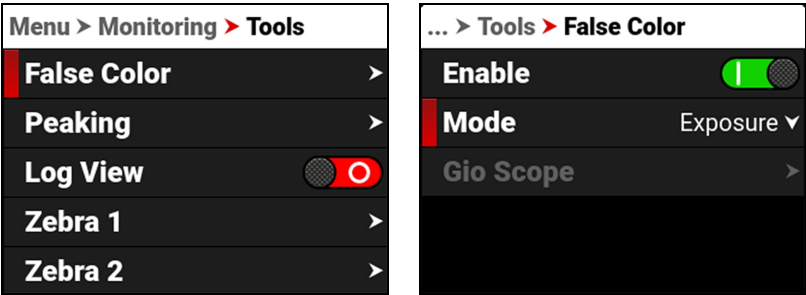 Menu > Monitoring > Tools
False Color
Peaking
Log View
Zebra 1
Zebra 2
... > Tools > False Color
Enable
Mode Exposure
Gio Scope